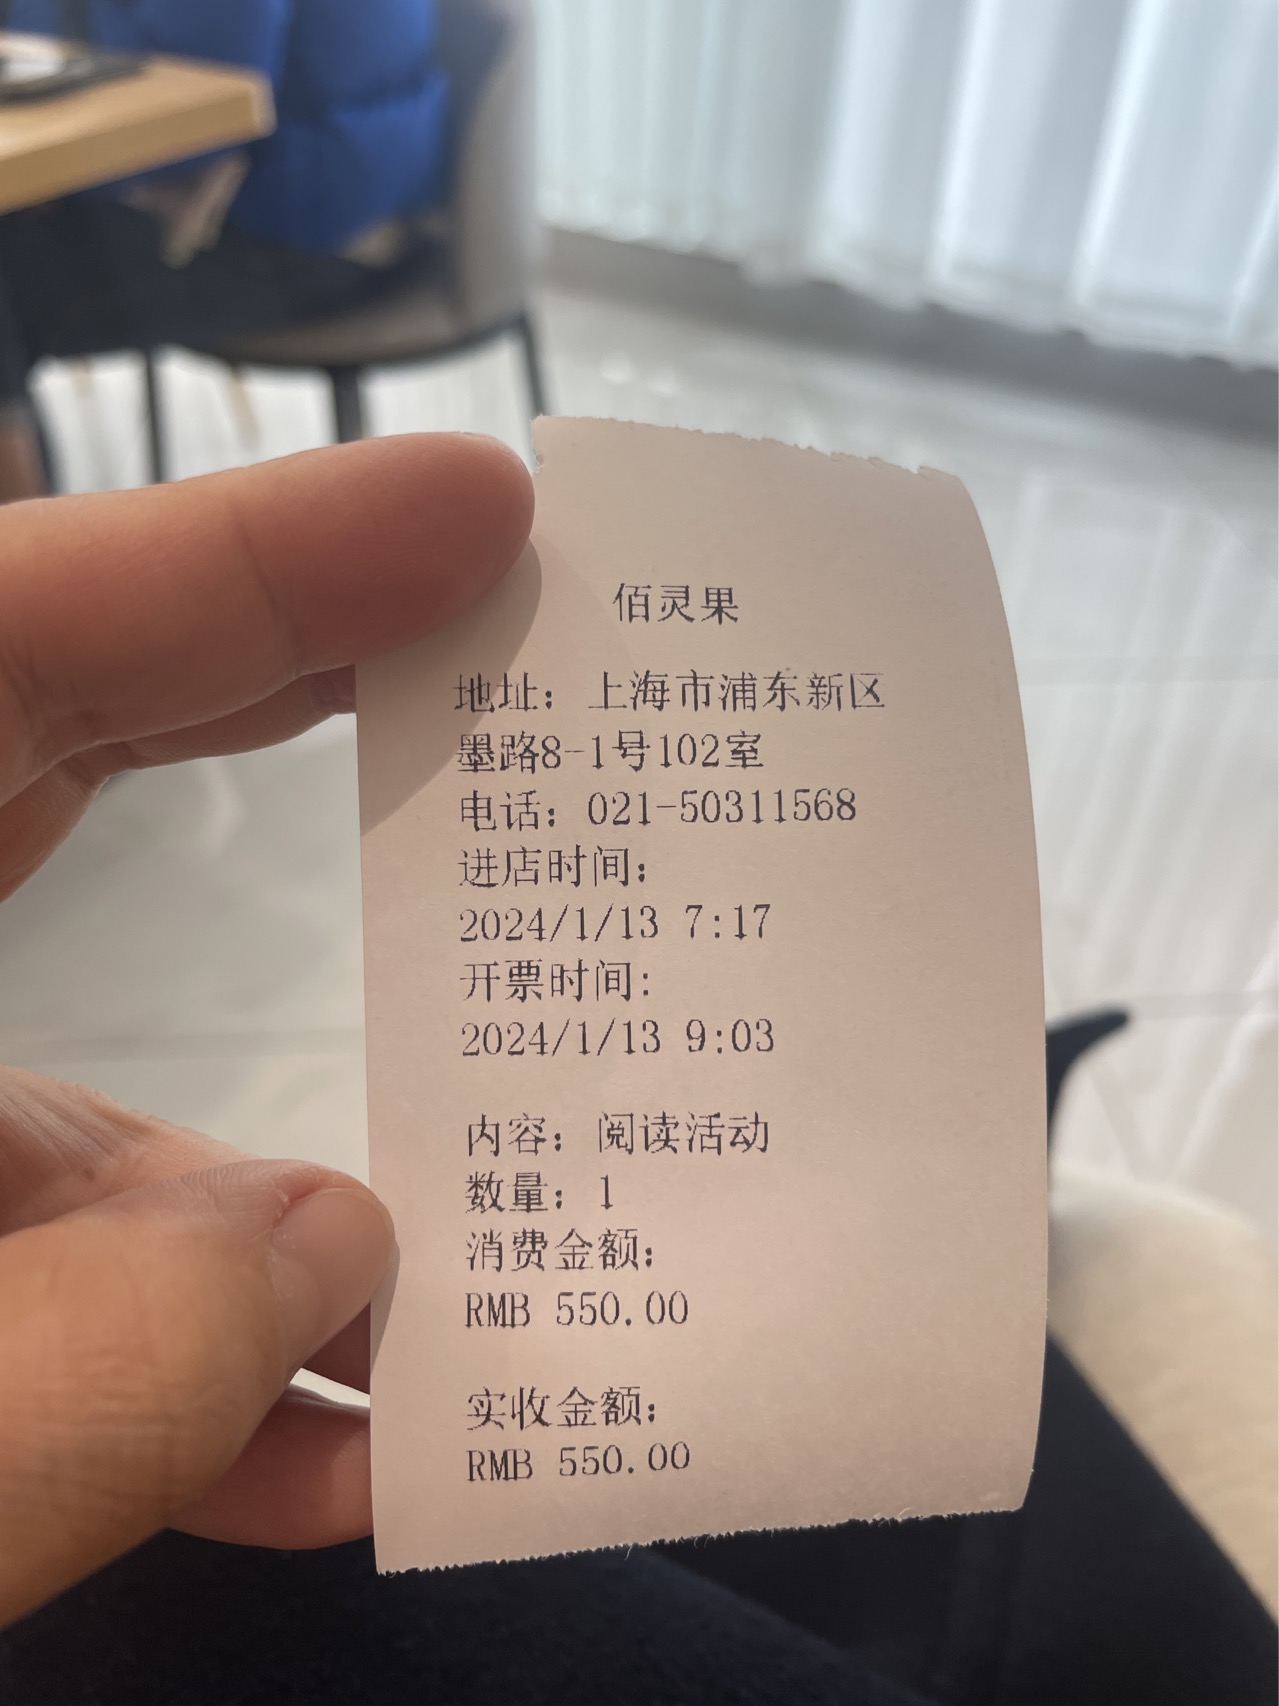 佰灵果
地址：上海市浦东新区
墨路8-1号102室
电话：021-50311568
进店时间：
2024/1/13 7:17
开票时间:
2024/1/13 9:03
内容：阅读活动
数量：1
消费金额：
RMB 550.00
实收金额：
RMB 550.00